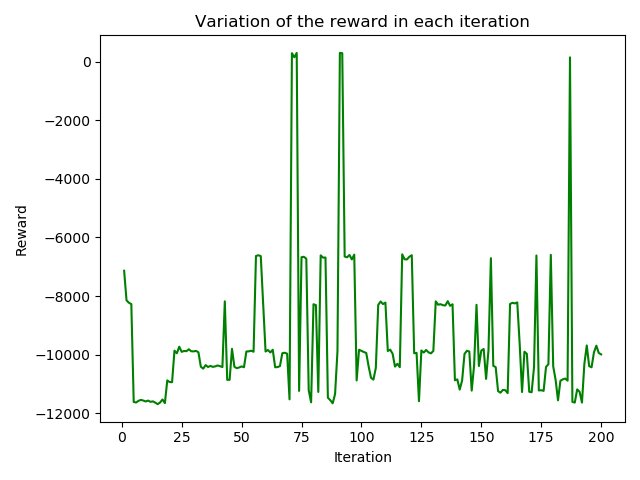 Variation of the reward in each iteration
0
−2000
−4000
−6000
−8000
−10000
−12000
Reward
0 25 50 75 100 125 150 175 200
Iteration